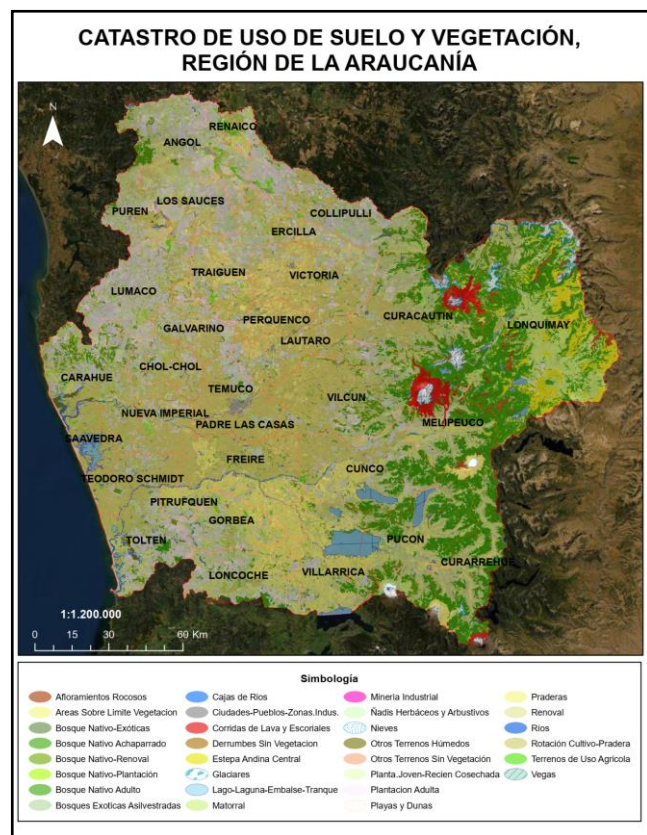 CATASTRO DE USO DE SUELO Y VEGETACIÓN,
REGIÓN DE LA ARAUCANÍA
N
RENAICO
ANGOL
LOS SAUCES
PUREN
COLLIPULLI
ERCILLA
TRAIGUEN
VICTORIA
LUMACO
CURACAUTIN
LONQUIMAY
PERQUENCO
GALVARINO
LAUTARO
CHOL-CHOL
CARAHUE
TEMUCO
VILCUN
NUEVA IMPERIAL
MELIPEUCO
PADRE LAS CASAS
SAAVEDRA
FREIRE
CUNCO
TEODORO SCHMIDT
PITRUFQUEN
GORBEA
PUCON
TOLTEN
CURARREHUE
LONCOCHE
VILLARRICA
1:1.200.000
0 15 30 60 Km
Simbología
Afloramientos Rocosos
Areas Sobre Limite Vegetacion
Bosque Nativo-Exóticas
Bosque Nativo Achaparrado
Bosque Nativo-Renoval
Bosque Nativo-Plantación
Bosque Nativo Adulto
Bosques Exoticas Asilvestradas
Cajas de Rios
Ciudades-Pueblos-Zonas.Indus.
Corridas de Lava y Escoriales
Derrumbes Sin Vegetacion
Estepa Andina Central
Glaciares
Lago-Laguna-Embalse-Tranque
Matorral
Mineria Industrial
Ñadis Herbáceos y Arbustivos
Nieves
Otros Terrenos Húmedos
Otros Terrenos Sin Vegetación
Planta.Joven-Recien Cosechada
Plantacion Adulta
Playas y Dunas
Praderas
Renoval
Rios
Rotación Cultivo-Pradera
Terrenos de Uso Agricola
Vegas